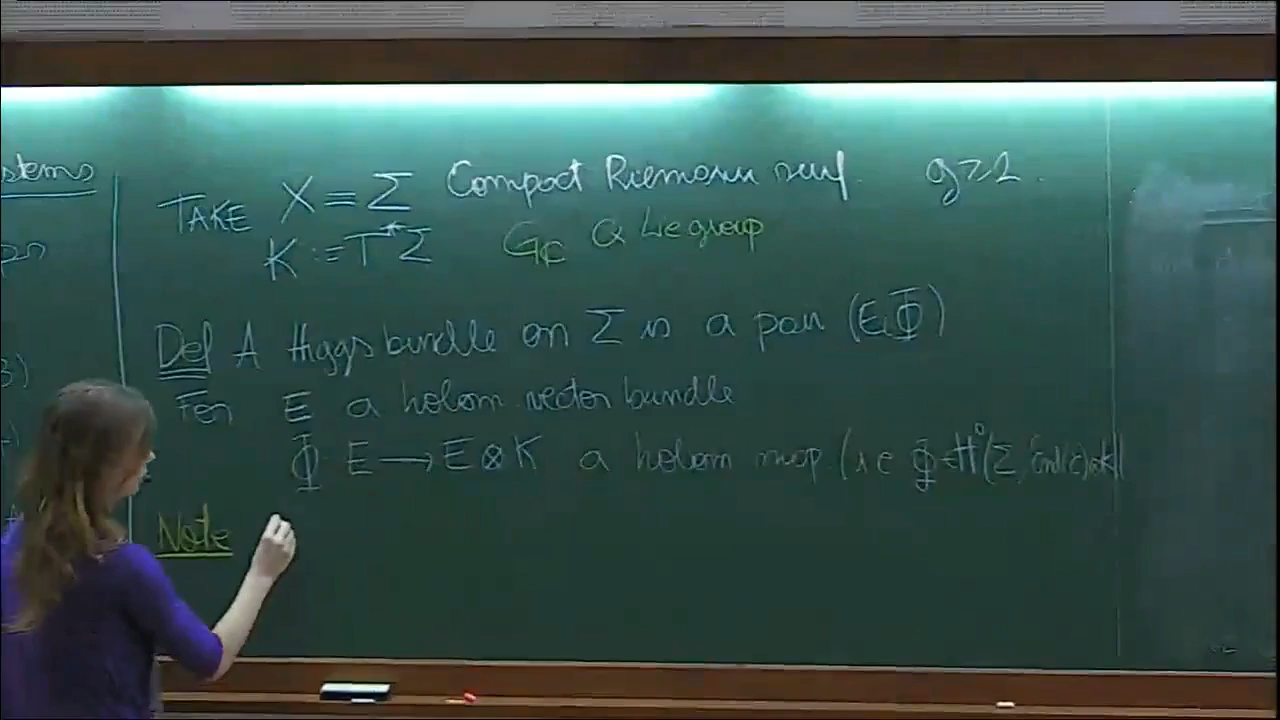 stems
TAKE X ≡ Σ Compact Riemann surf. g ≥ 2.
K := T*Σ G_ℂ a Lie group
Def A Higgs bundle on Σ is a pair (E, Φ)
For E a holom. vector bundle
Φ: E → E ⊗ K a holom map. (i.e. Φ ∈ H⁰(Σ, End(E)⊗K)
Note